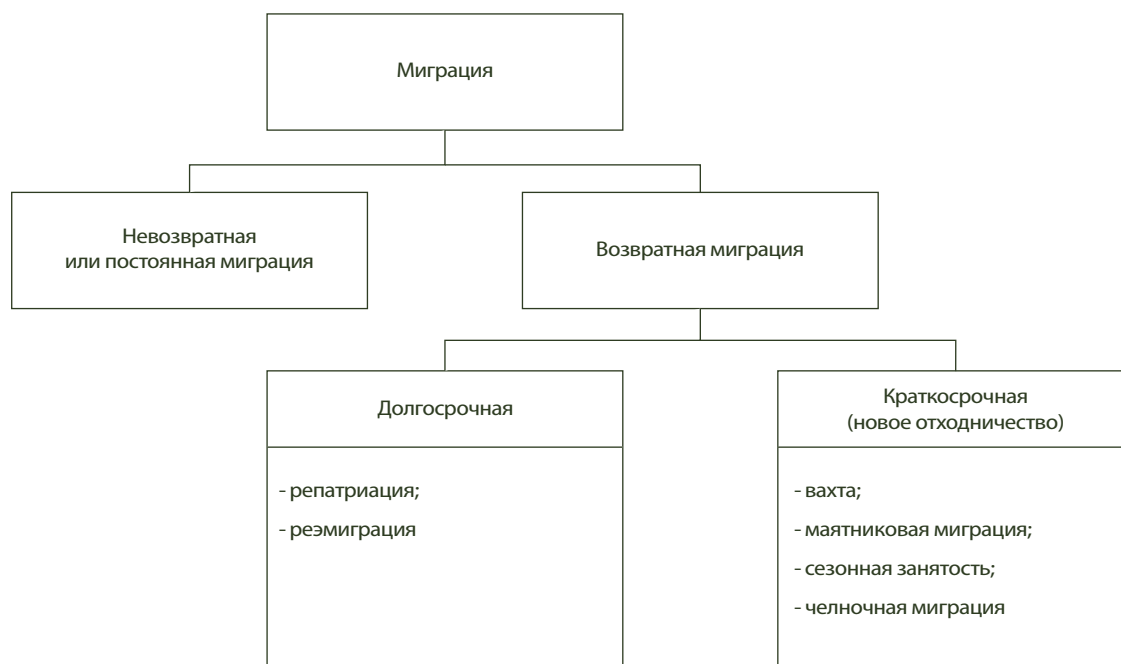 Миграция
Невозвратная
или постоянная миграция
Возвратная миграция
Долгосрочная
- репатриация;
- реэмиграция
Краткосрочная
(новое отходничество)
- вахта;
- маятниковая миграция;
- сезонная занятость;
- челночная миграция